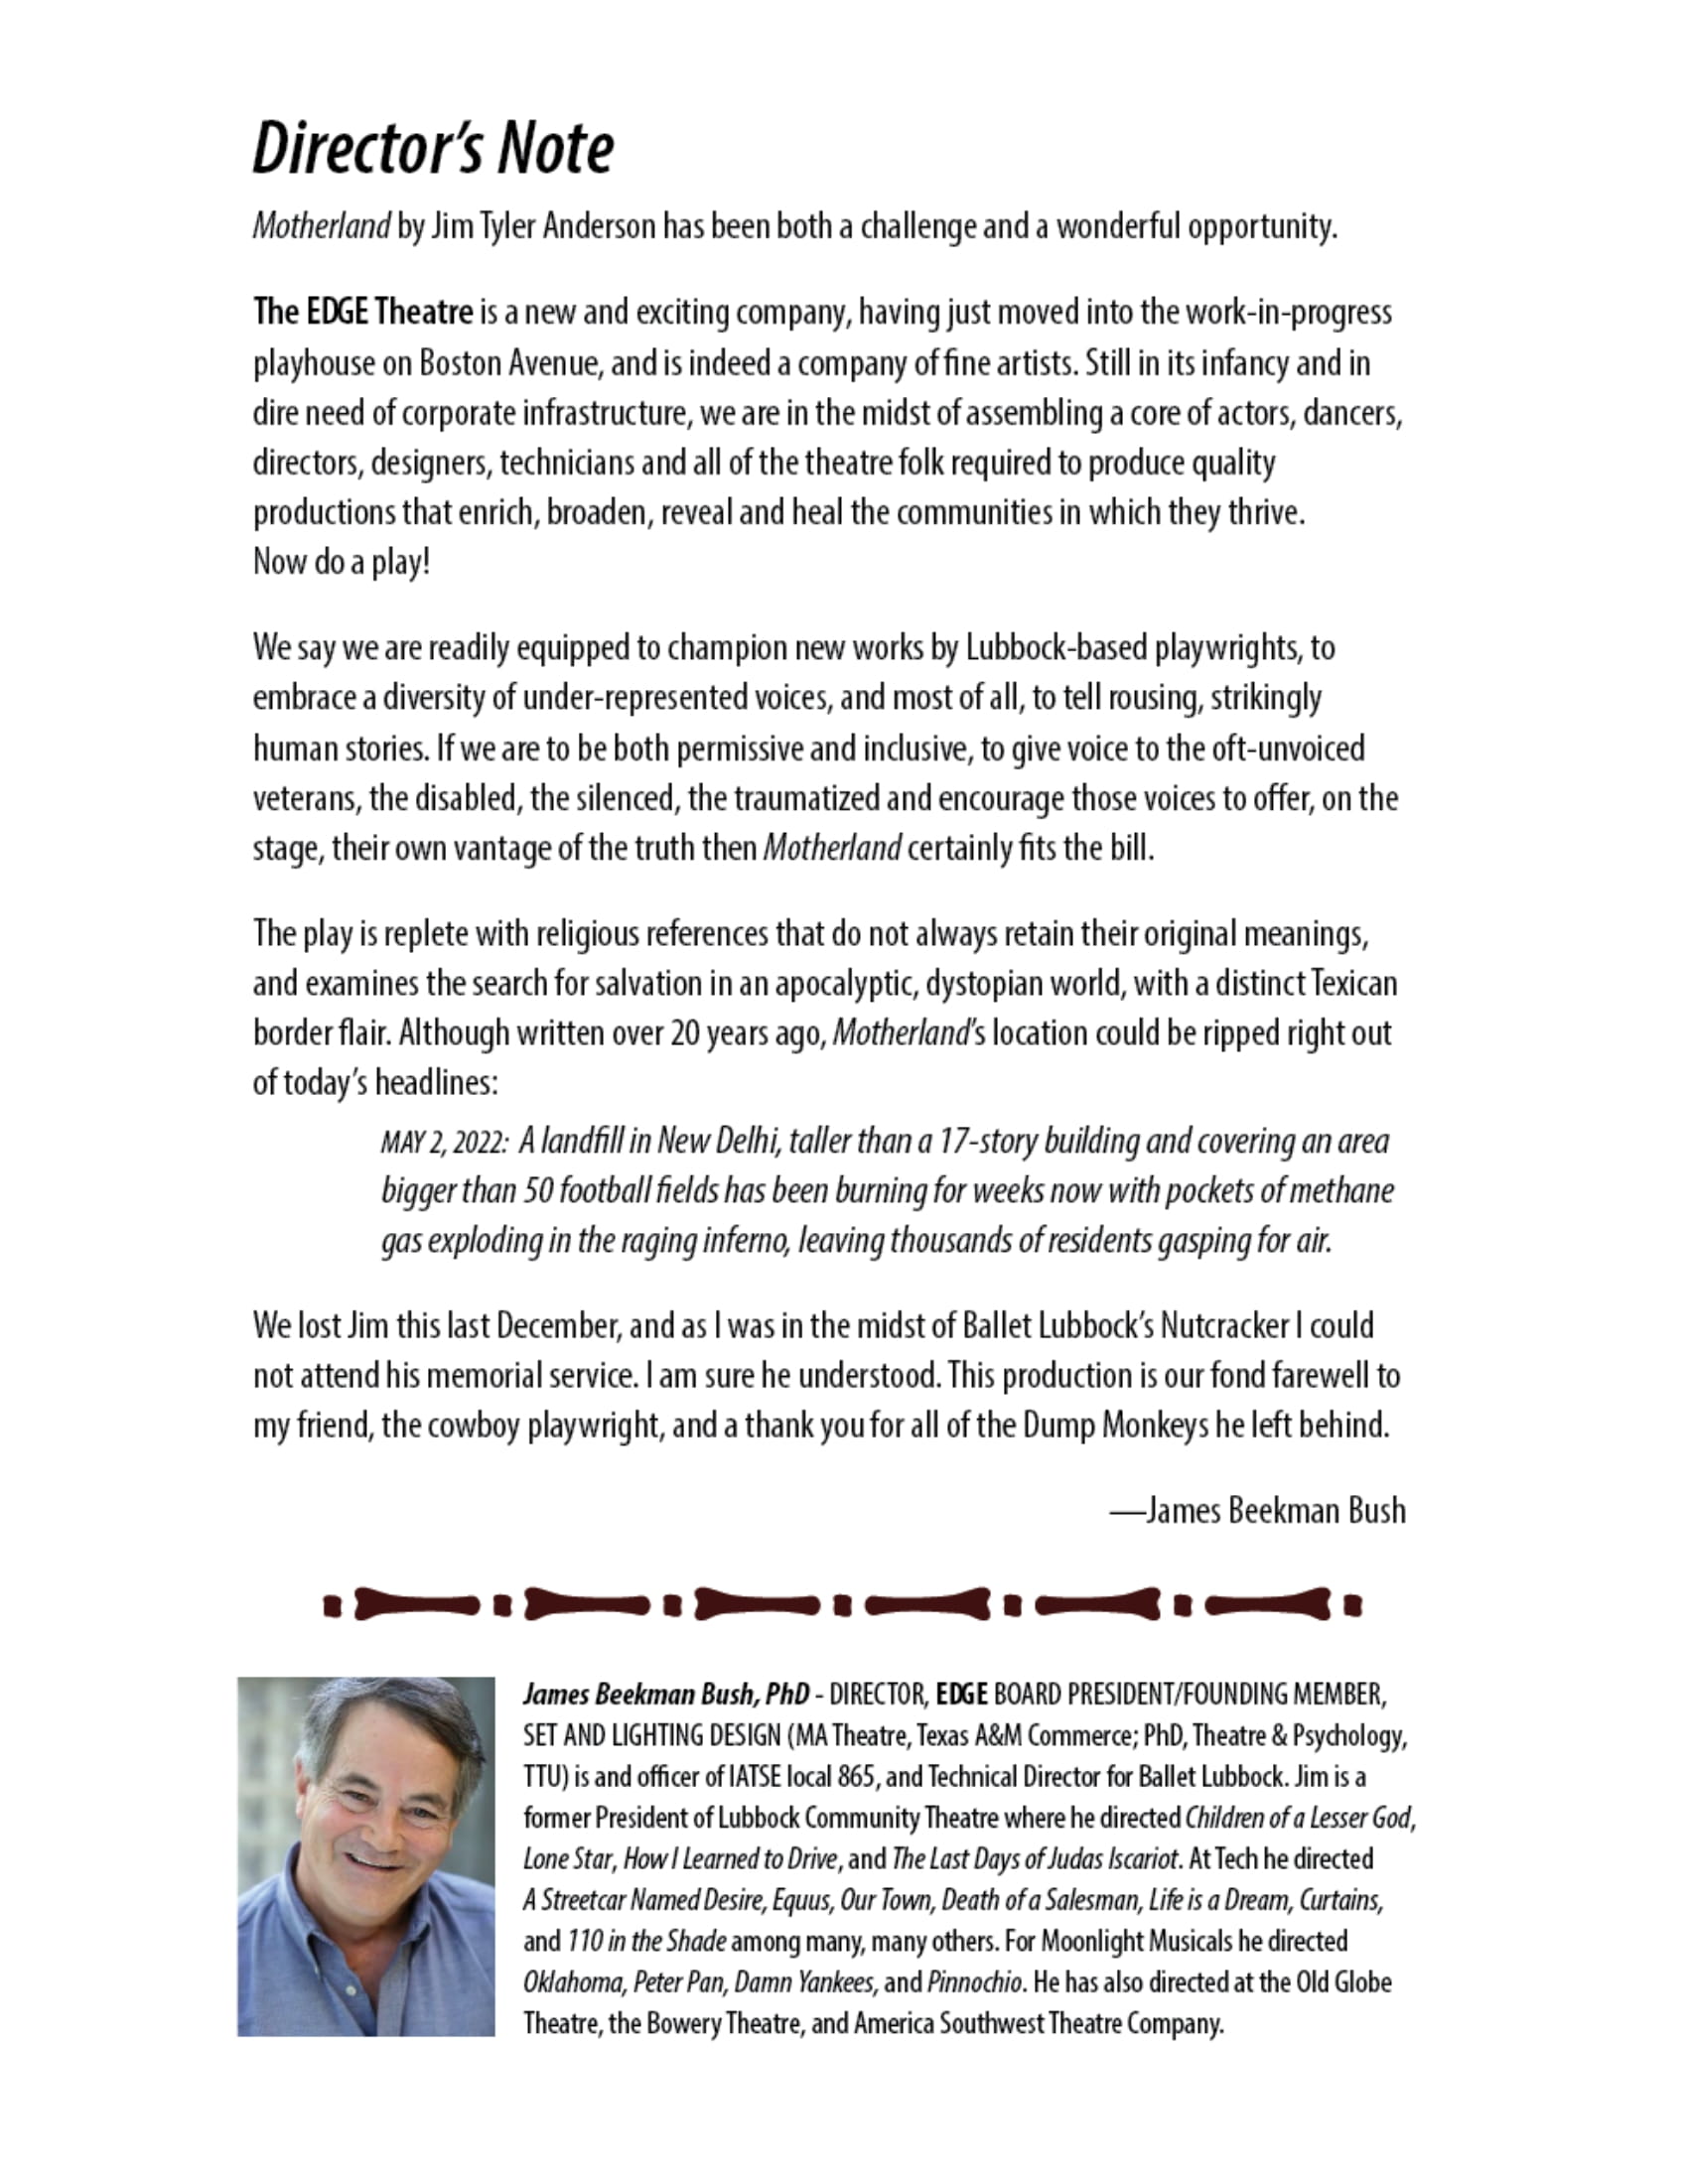 Director's Note
Motherland by Jim Tyler Anderson has been both a challenge and a wonderful opportunity.
The EDGE Theatre is a new and exciting company, having just moved into the work-in-progress
playhouse on Boston Avenue, and is indeed a company of fine artists. Still in its infancy and in
dire need of corporate infrastructure, we are in the midst of assembling a core of actors, dancers,
directors, designers, technicians and all of the theatre folk required to produce quality
productions that enrich, broaden, reveal and heal the communities in which they thrive.
Now do a play!
We say we are readily equipped to champion new works by Lubbock-based playwrights, to
embrace a diversity of under-represented voices, and most of all, to tell rousing, strikingly
human stories. If we are to be both permissive and inclusive, to give voice to the oft-unvoiced
veterans, the disabled, the silenced, the traumatized and encourage those voices to offer, on the
stage, their own vantage of the truth then Motherland certainly fits the bill.
The play is replete with religious references that do not always retain their original meanings,
and examines the search for salvation in an apocalyptic, dystopian world, with a distinct Texican
border flair. Although written over 20 years ago, Motherland's location could be ripped right out
of today's headlines:
MAY 2, 2022: A landfill in New Delhi, taller than a 17-story building and covering an area
bigger than 50 football fields has been burning for weeks now with pockets of methane
gas exploding in the raging inferno, leaving thousands of residents gasping for air.
We lost Jim this last December, and as I was in the midst of Ballet Lubbock's Nutcracker I could
not attend his memorial service. I am sure he understood. This production is our fond farewell to
my friend, the cowboy playwright, and a thank you for all of the Dump Monkeys he left behind.
—James Beekman Bush
James Beekman Bush, PhD - DIRECTOR, EDGE BOARD PRESIDENT/FOUNDING MEMBER,
SET AND LIGHTING DESIGN (MA Theatre, Texas A&M Commerce; PhD, Theatre & Psychology,
TTU) is and officer of IATSE local 865, and Technical Director for Ballet Lubbock. Jim is a
former President of Lubbock Community Theatre where he directed Children of a Lesser God,
Lone Star, How I Learned to Drive, and The Last Days of Judas Iscariot. At Tech he directed
A Streetcar Named Desire, Equus, Our Town, Death of a Salesman, Life is a Dream, Curtains,
and 110 in the Shade among many, many others. For Moonlight Musicals he directed
Oklahoma, Peter Pan, Damn Yankees, and Pinnochio. He has also directed at the Old Globe
Theatre, the Bowery Theatre, and America Southwest Theatre Company.